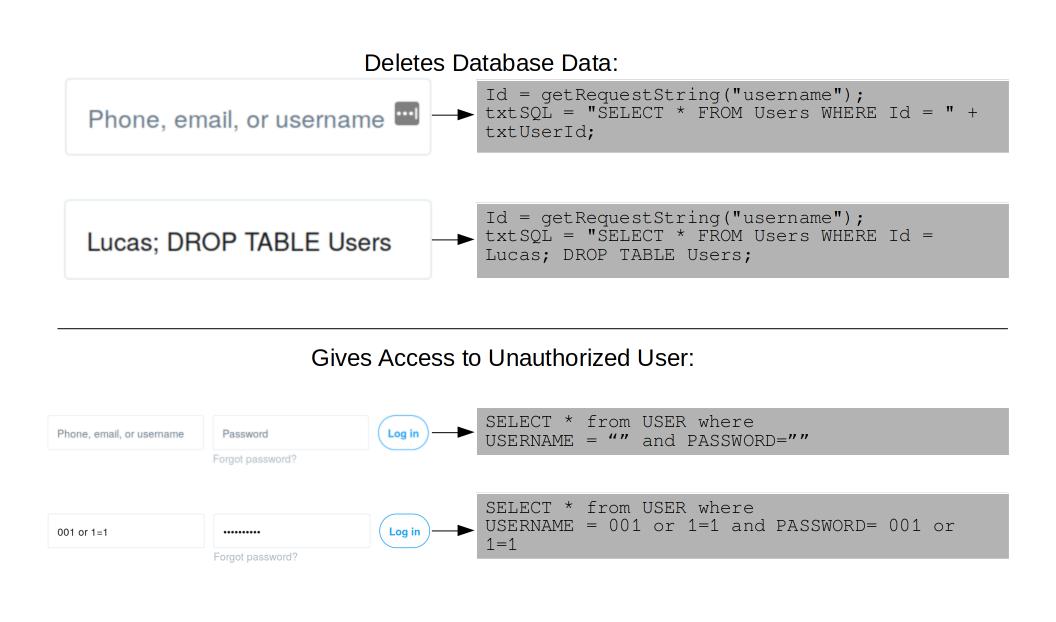 Deletes Database Data:
Phone, email, or username
Id = getRequestString("username");
txtSQL = "SELECT * FROM Users WHERE Id = " +
txtUserId;
Lucas; DROP TABLE Users
Id = getRequestString("username");
txtSQL = "SELECT * FROM Users WHERE Id =
Lucas; DROP TABLE Users;
Gives Access to Unauthorized User:
Phone, email, or username
Password
Log in
Forgot password?
SELECT * from USER where
USERNAME = “” and PASSWORD=””
001 or 1=1
••••••••••
Log in
Forgot password?
SELECT * from USER where
USERNAME = 001 or 1=1 and PASSWORD= 001 or
1=1